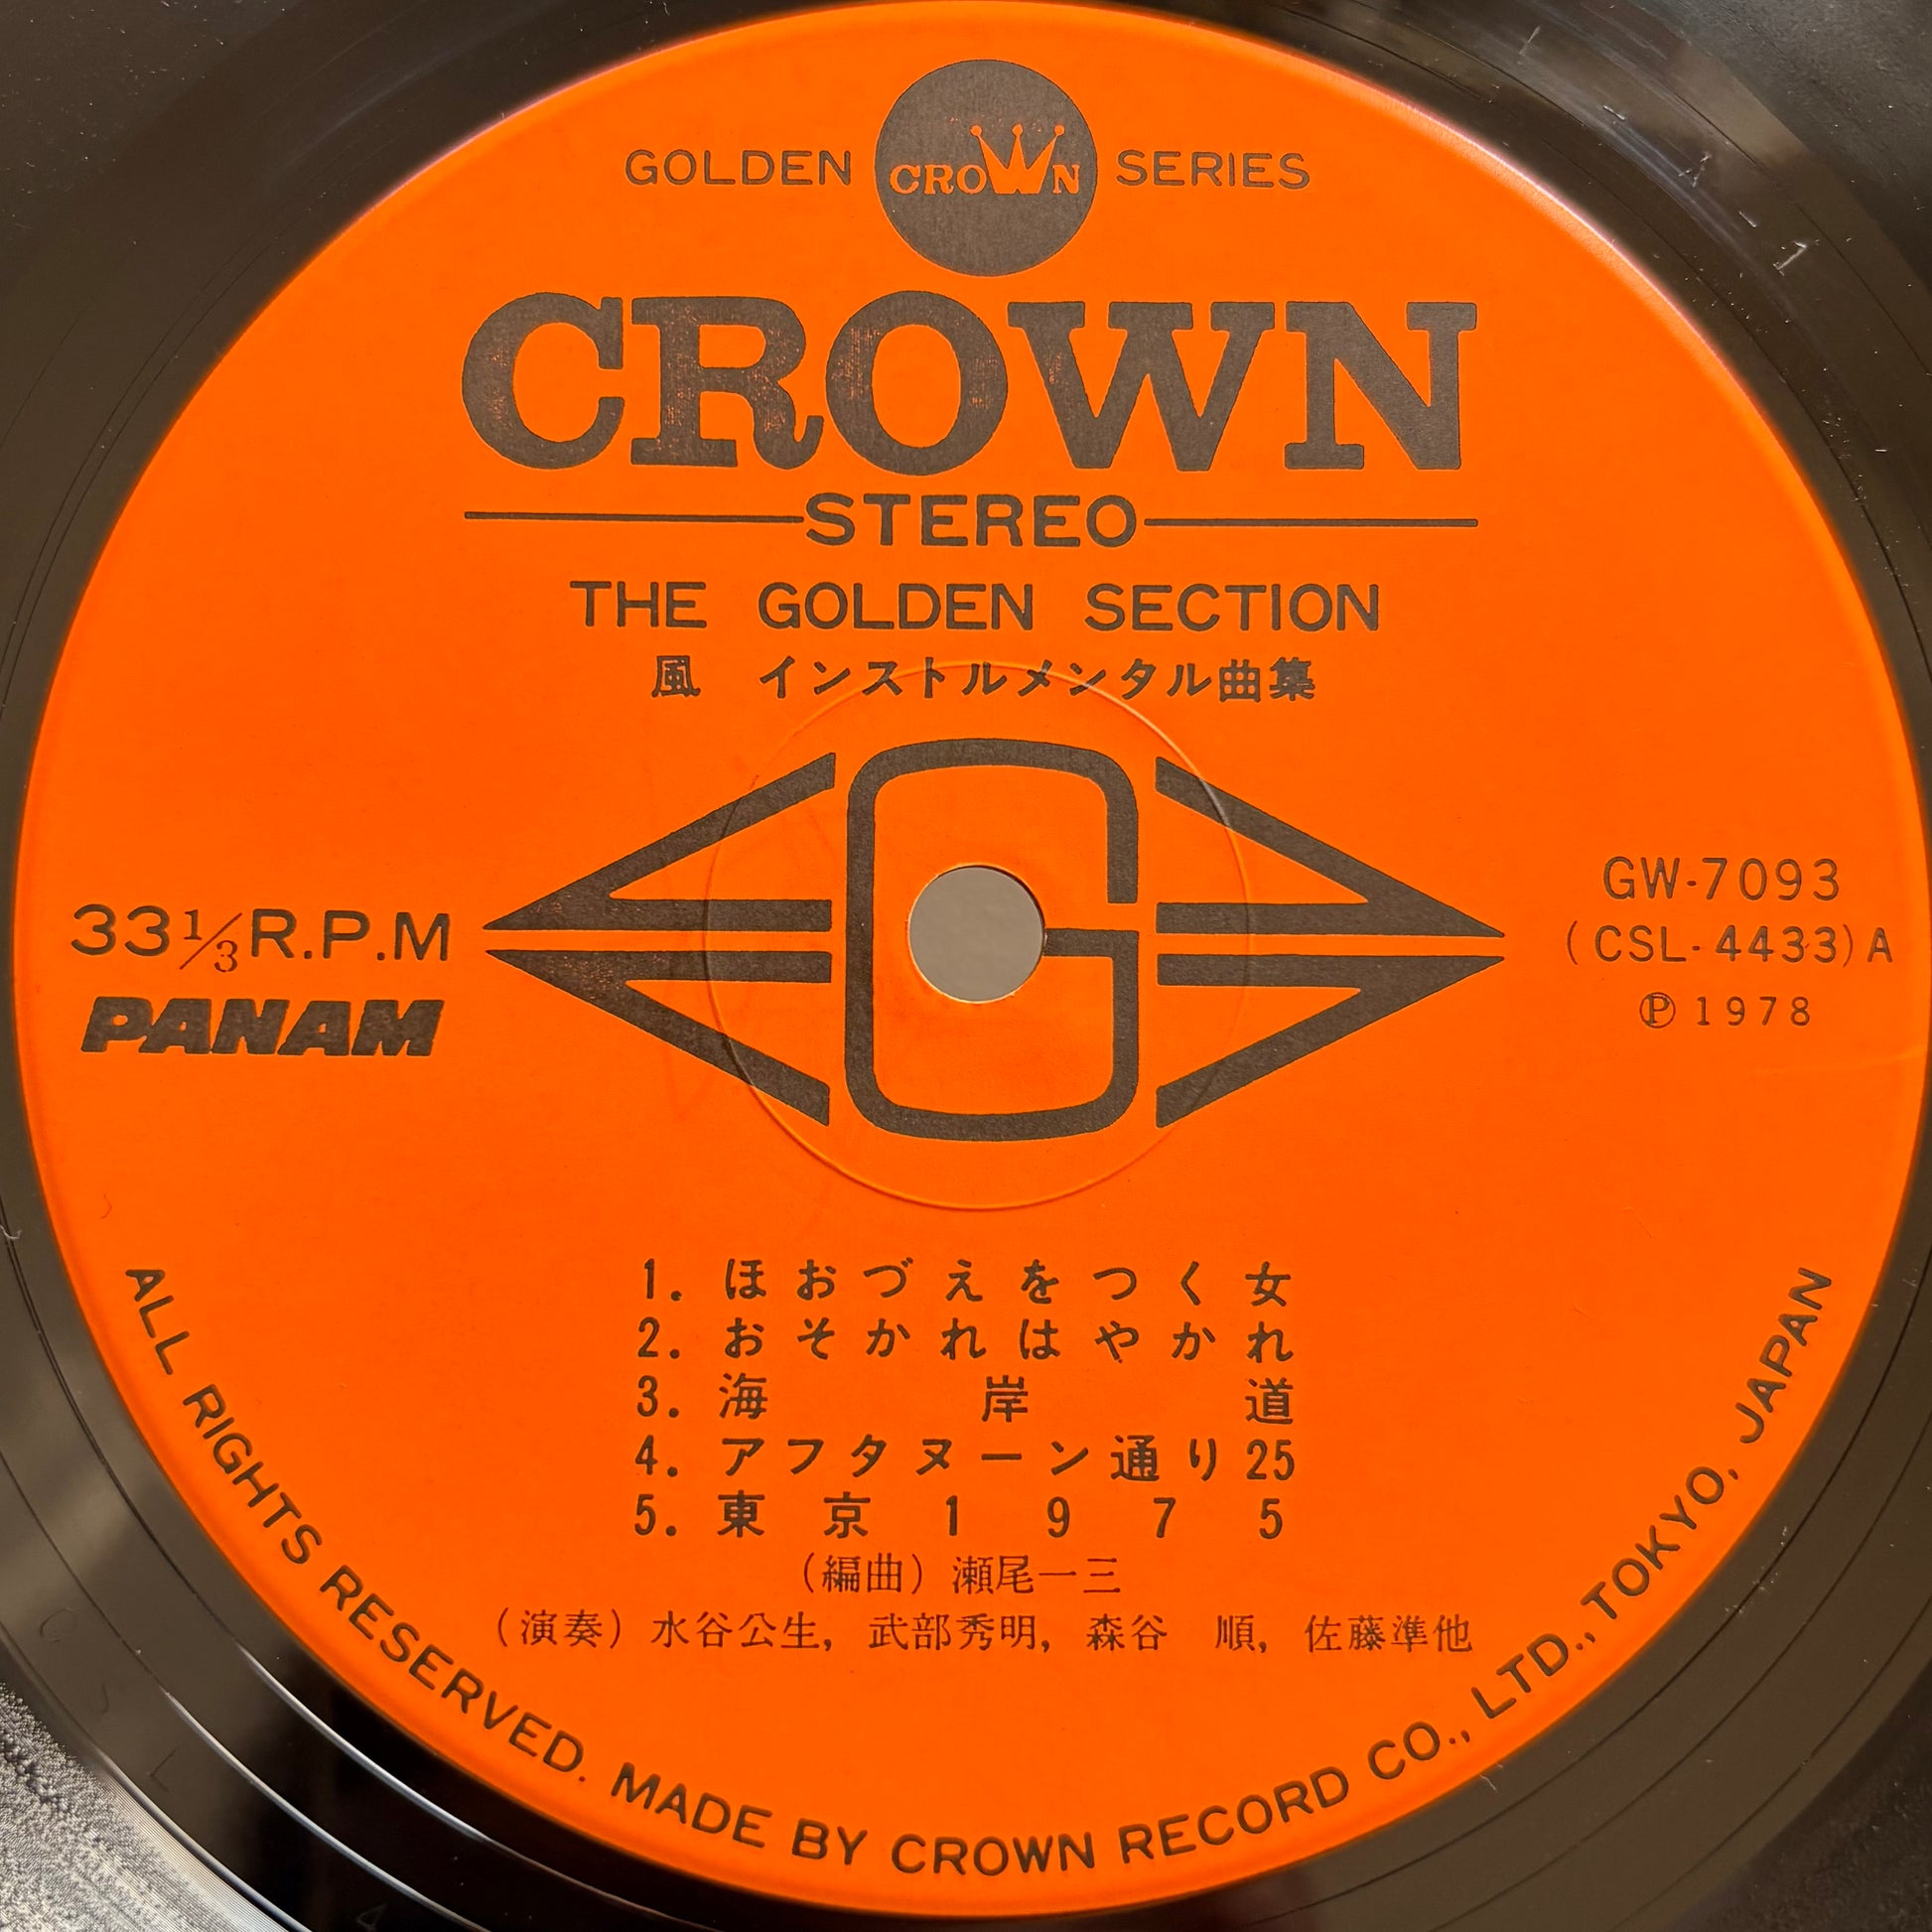 GOLDEN CROWN SERIES
CROWN
STEREO
THE GOLDEN SECTION
風 インストルメンタル曲集
G
33 1/3 R.P.M
PANAM
GW-7093
(CSL-4433) A
Ⓟ 1978
1. ほおづえをつく女
2. おそかれはやかれ
3. 海岸道
4. アフタヌーン通り25
5. 東京1975
(編曲) 瀬尾一三
(演奏) 水谷公生, 武部秀明, 森谷 順, 佐藤準他
ALL RIGHTS RESERVED. MADE BY CROWN RECORD CO., LTD., TOKYO, JAPAN